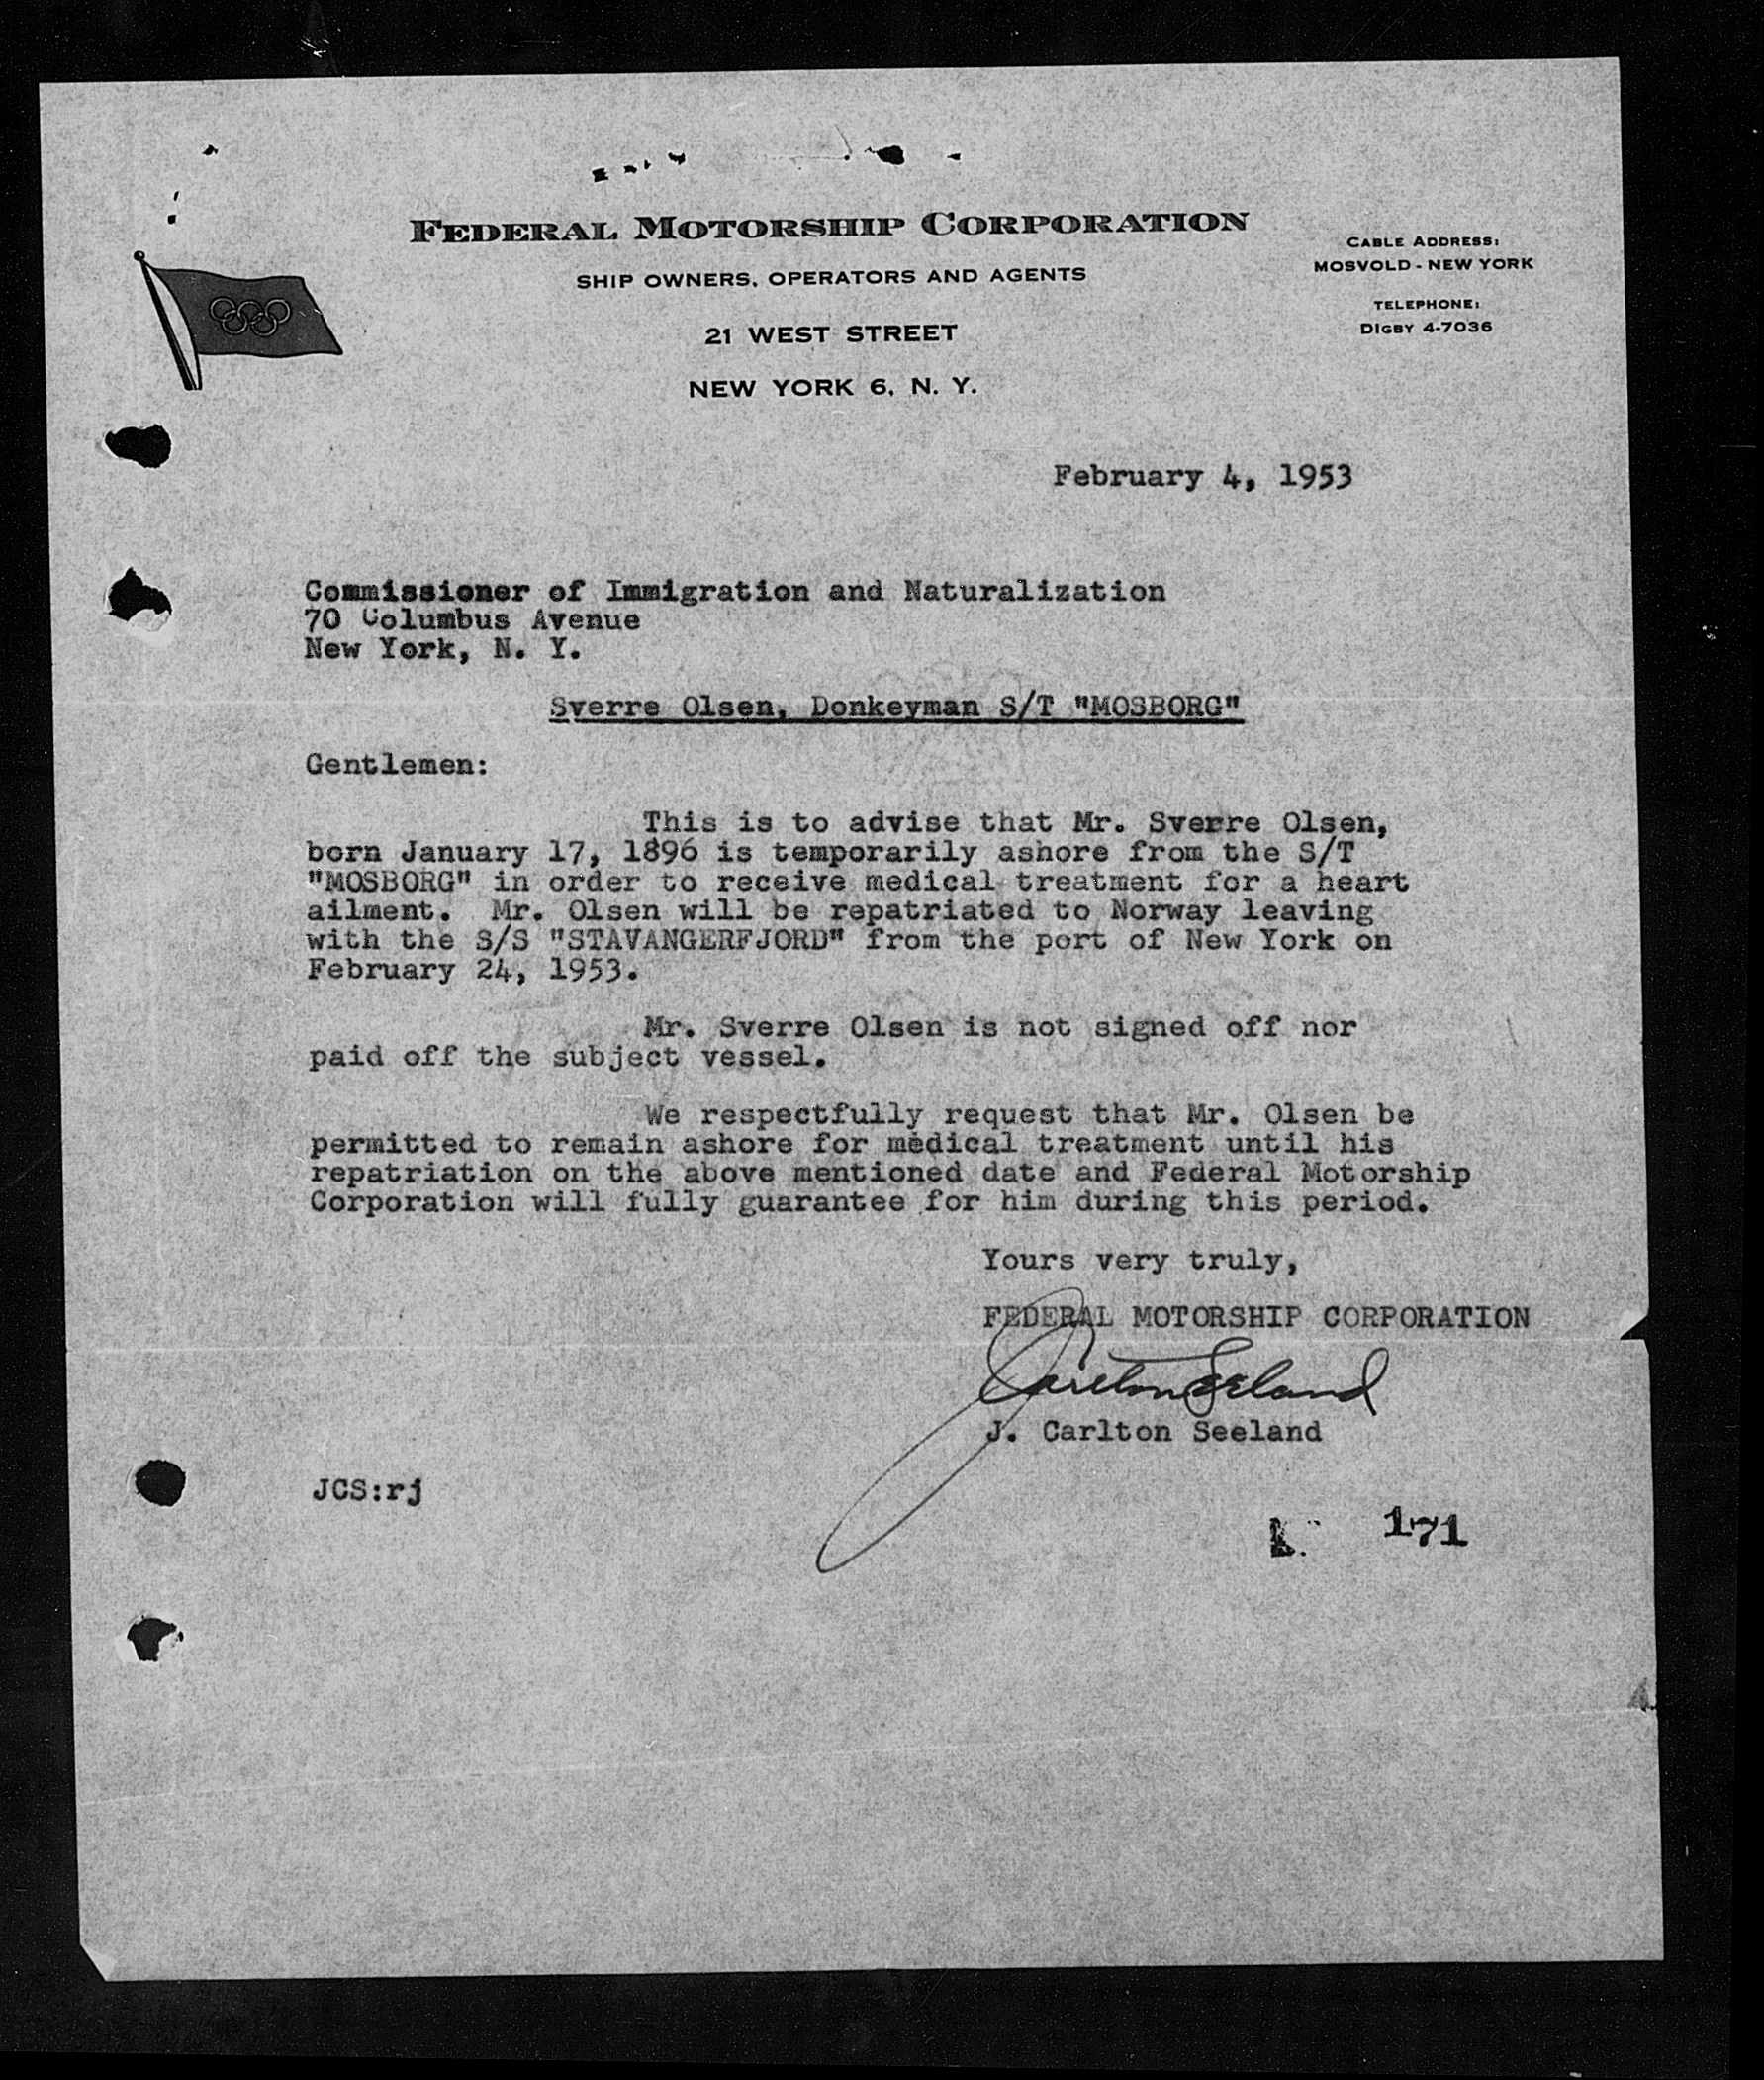 FEDERAL MOTORSHIP CORPORATION
SHIP OWNERS, OPERATORS AND AGENTS
21 WEST STREET
NEW YORK 6, N. Y.
CABLE ADDRESS:
MOSVOLD - NEW YORK
TELEPHONE:
DIGBY 4-7036
February 4, 1953
Commissioner of Immigration and Naturalization
70 Columbus Avenue
New York, N. Y.
Sverre Olsen, Donkeyman S/T "MOSBORG"
Gentlemen:
This is to advise that Mr. Sverre Olsen,
born January 17, 1896 is temporarily ashore from the S/T
"MOSBORG" in order to receive medical treatment for a heart
ailment. Mr. Olsen will be repatriated to Norway leaving
with the S/S "STAVANGERFJORD" from the port of New York on
February 24, 1953.
Mr. Sverre Olsen is not signed off nor
paid off the subject vessel.
We respectfully request that Mr. Olsen be
permitted to remain ashore for medical treatment until his
repatriation on the above mentioned date and Federal Motorship
Corporation will fully guarantee for him during this period.
Yours very truly,
FEDERAL MOTORSHIP CORPORATION
J Carlton Seeland
J. Carlton Seeland
JCS:rj
171